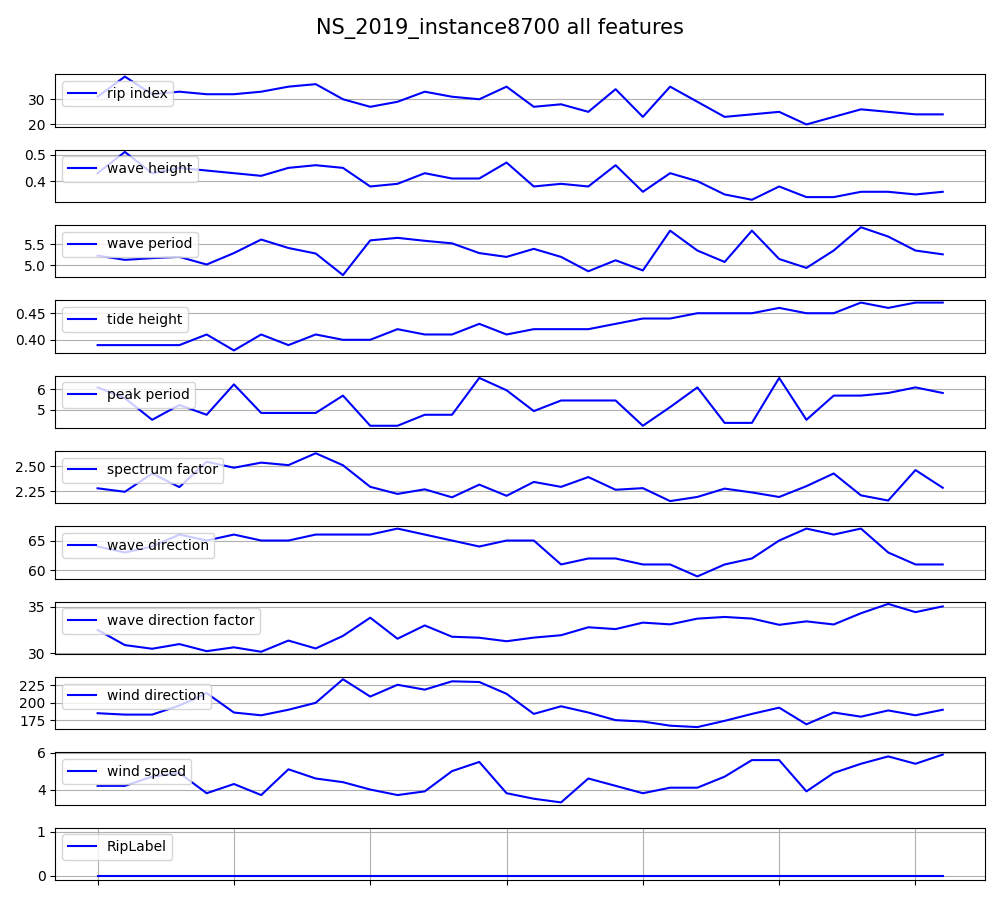 NS_2019_instance8700 all features
30
20
rip index
0.5
0.4
wave height
5.5
5.0
wave period
0.45
0.40
tide height
6
5
peak period
2.50
2.25
spectrum factor
65
60
wave direction
35
30
wave direction factor
225
200
175
wind direction
6
4
wind speed
1
0
RipLabel